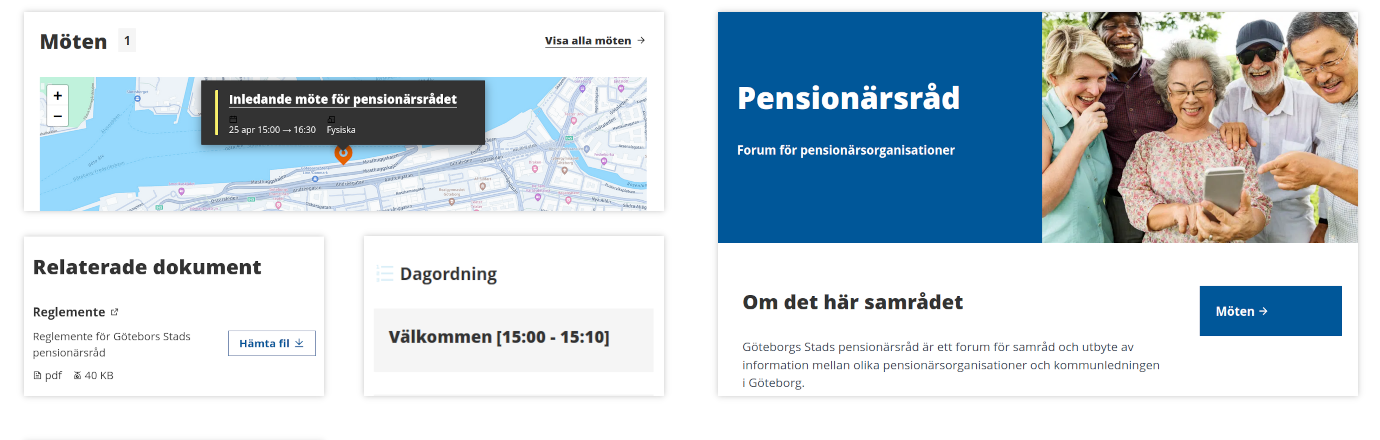 Möten 1
Visa alla möten →
+
−
Inledande möte för pensionärsrådet
25 apr 15:00 → 16:30 Fysiska
Relaterade dokument
Reglemente
Reglemente för Götebors Stads
pensionärsråd
Hämta fil
pdf 40 KB
Dagordning
Välkommen [15:00 - 15:10]
Pensionärsråd
Forum för pensionärsorganisationer
Om det här samrådet
Möten →
Göteborgs Stads pensionärsråd är ett forum för samråd och utbyte av
information mellan olika pensionärsorganisationer och kommunledningen
i Göteborg.